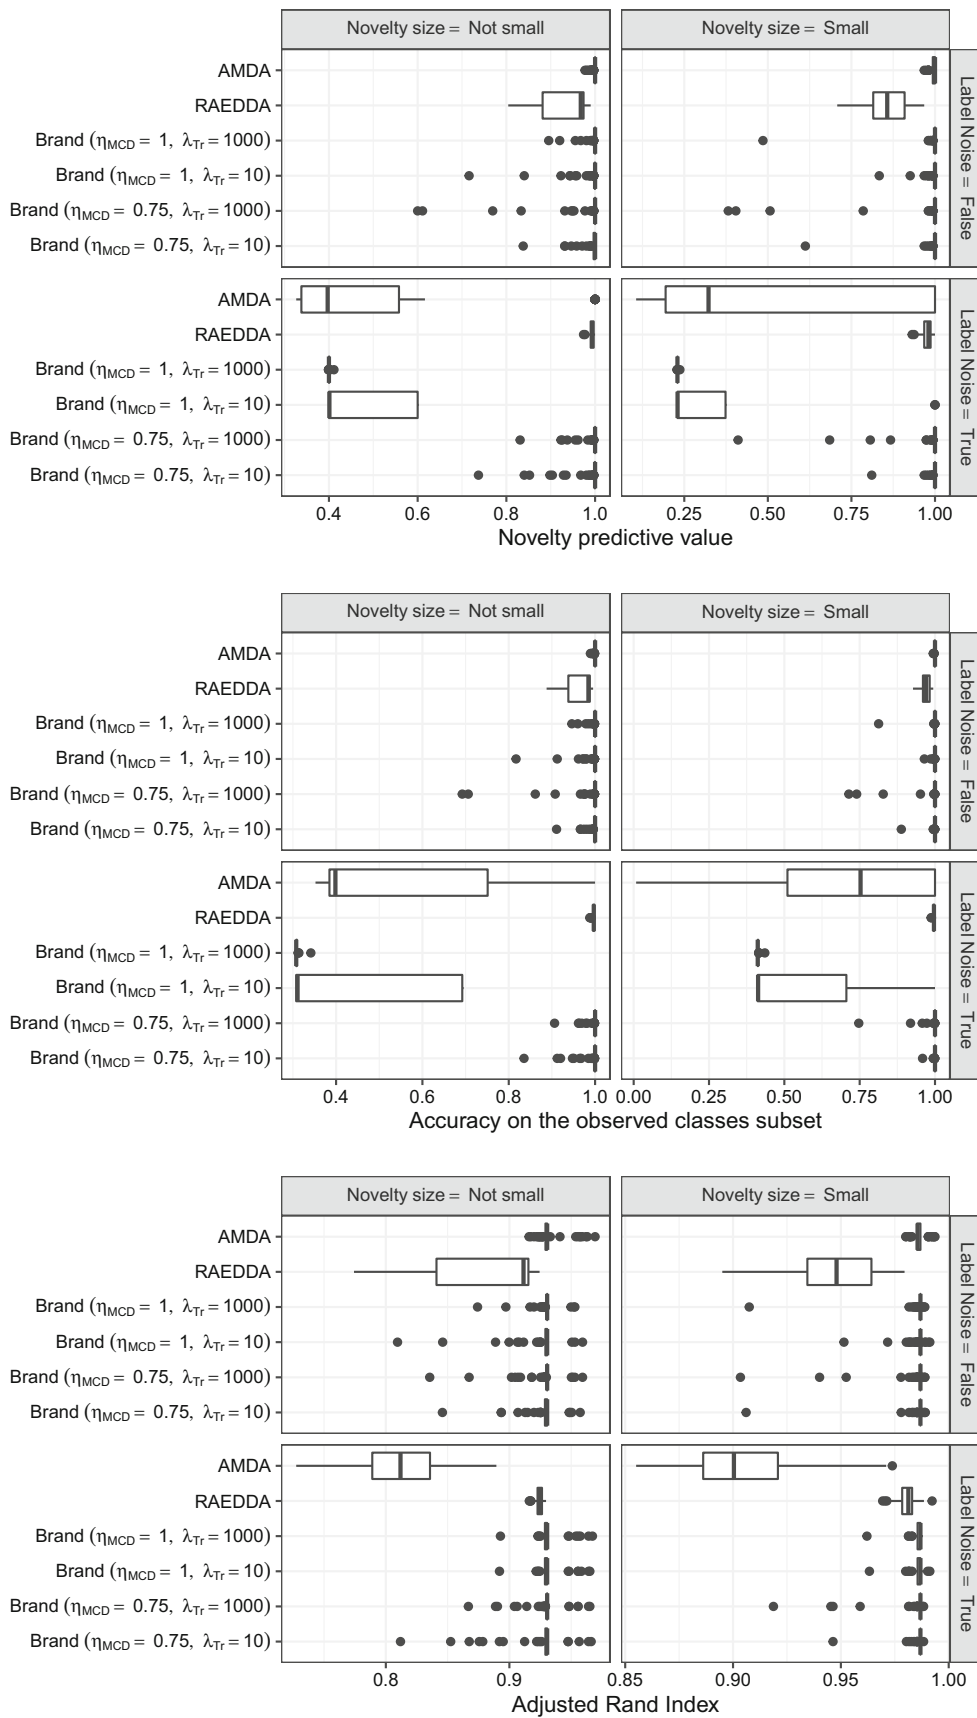 Novelty size = Not small
Novelty size = Small
AMDA
RAEDDA
Brand (ηMCD = 1, λTr = 1000)
Brand (ηMCD = 1, λTr = 10)
Brand (ηMCD = 0.75, λTr = 1000)
Brand (ηMCD = 0.75, λTr = 10)
Label Noise = False
AMDA
RAEDDA
Brand (ηMCD = 1, λTr = 1000)
Brand (ηMCD = 1, λTr = 10)
Brand (ηMCD = 0.75, λTr = 1000)
Brand (ηMCD = 0.75, λTr = 10)
Label Noise = True
0.4 0.6 0.8 1.0
0.25 0.50 0.75 1.00
Novelty predictive value
Novelty size = Not small
Novelty size = Small
AMDA
RAEDDA
Brand (ηMCD = 1, λTr = 1000)
Brand (ηMCD = 1, λTr = 10)
Brand (ηMCD = 0.75, λTr = 1000)
Brand (ηMCD = 0.75, λTr = 10)
Label Noise = False
AMDA
RAEDDA
Brand (ηMCD = 1, λTr = 1000)
Brand (ηMCD = 1, λTr = 10)
Brand (ηMCD = 0.75, λTr = 1000)
Brand (ηMCD = 0.75, λTr = 10)
Label Noise = True
0.4 0.6 0.8 1.0
0.00 0.25 0.50 0.75 1.00
Accuracy on the observed classes subset
Novelty size = Not small
Novelty size = Small
AMDA
RAEDDA
Brand (ηMCD = 1, λTr = 1000)
Brand (ηMCD = 1, λTr = 10)
Brand (ηMCD = 0.75, λTr = 1000)
Brand (ηMCD = 0.75, λTr = 10)
Label Noise = False
AMDA
RAEDDA
Brand (ηMCD = 1, λTr = 1000)
Brand (ηMCD = 1, λTr = 10)
Brand (ηMCD = 0.75, λTr = 1000)
Brand (ηMCD = 0.75, λTr = 10)
Label Noise = True
0.8 0.9
0.85 0.90 0.95 1.00
Adjusted Rand Index